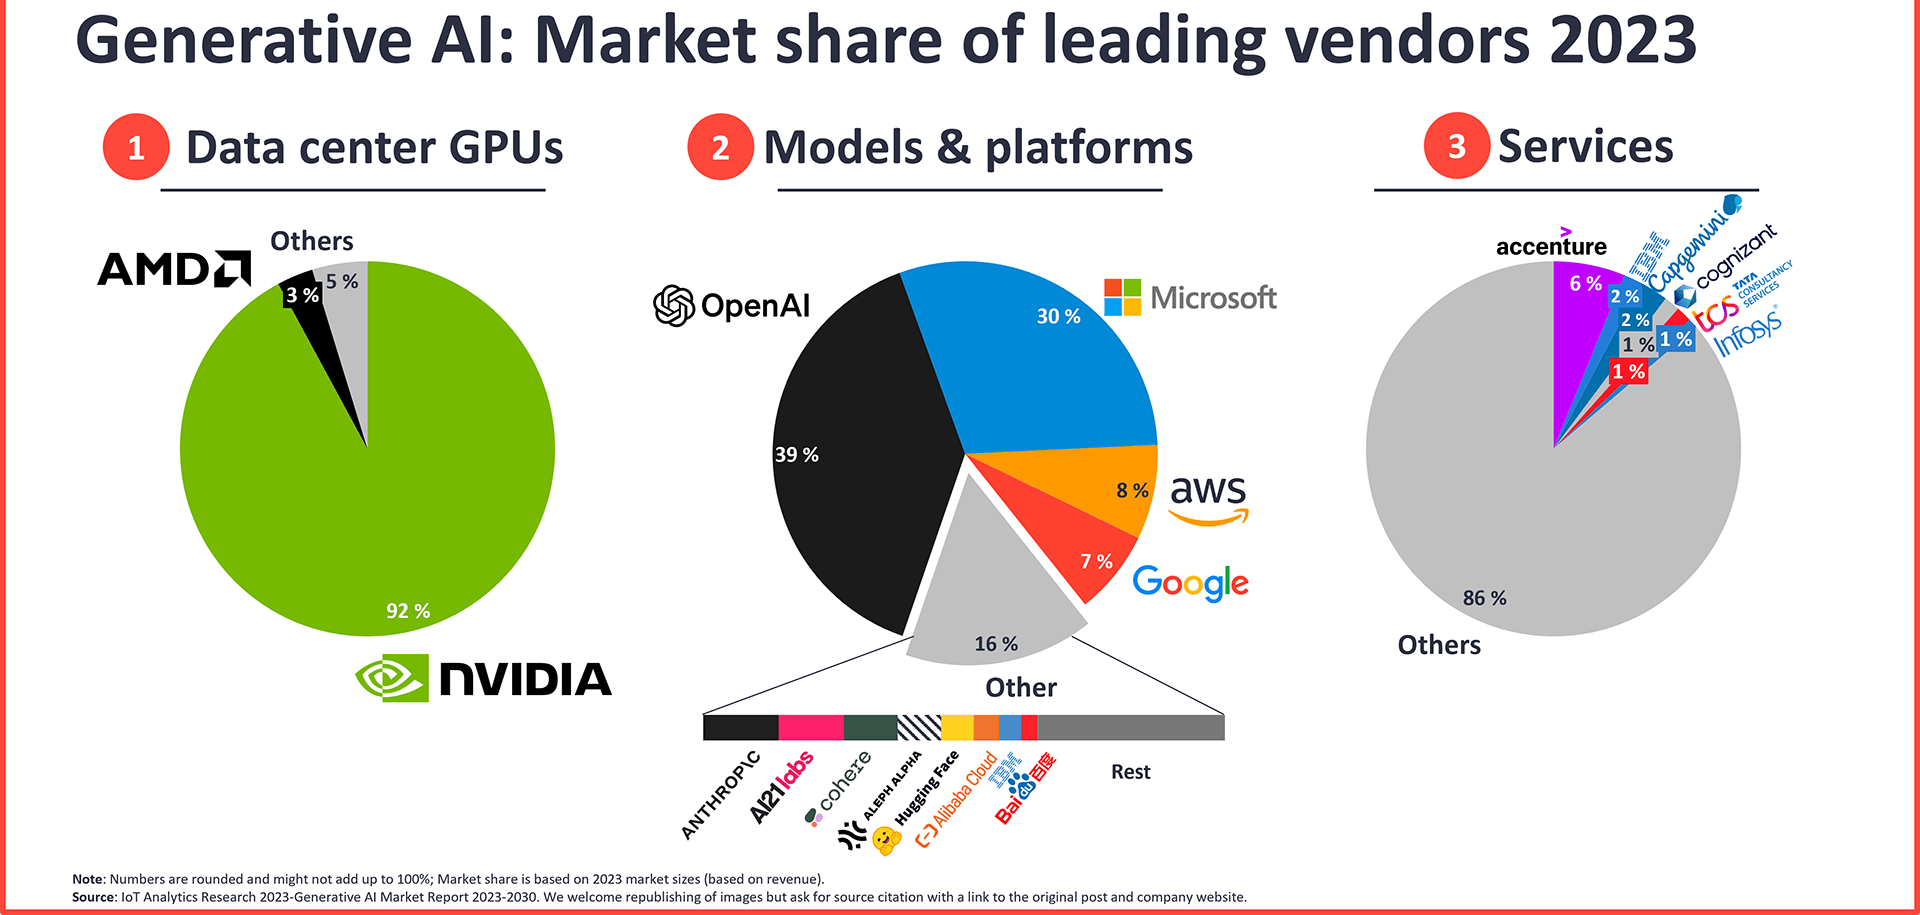 Generative AI: Market share of leading vendors 2023
1 Data center GPUs
AMD
Others
3 %
5 %
92 %
NVIDIA
2 Models & platforms
OpenAI
Microsoft
30 %
39 %
8 %
aws
7 %
Google
16 %
Other
ANTHROP\C
AI21labs
cohere
ALEPH ALPHA
Hugging Face
Alibaba Cloud
IBM
Bai du 百度
Rest
3 Services
accenture
IBM
Capgemini
cognizant
tcs TATA CONSULTANCY SERVICES
Infosys
6 %
2 %
2 %
1 %
1 %
1 %
86 %
Others
Note: Numbers are rounded and might not add up to 100%; Market share is based on 2023 market sizes (based on revenue).
Source: IoT Analytics Research 2023-Generative AI Market Report 2023-2030. We welcome republishing of images but ask for source citation with a link to the original post and company website.